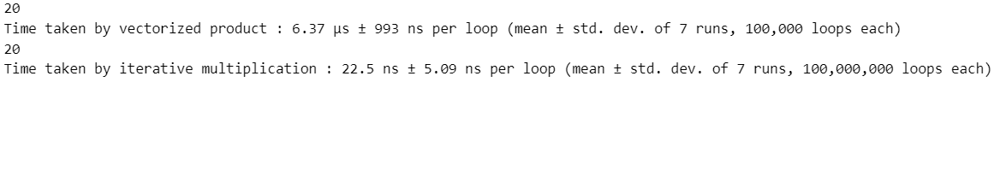 20
Time taken by vectorized product : 6.37 µs ± 993 ns per loop (mean ± std. dev. of 7 runs, 100,000 loops each)
20
Time taken by iterative multiplication : 22.5 ns ± 5.09 ns per loop (mean ± std. dev. of 7 runs, 100,000,000 loops each)